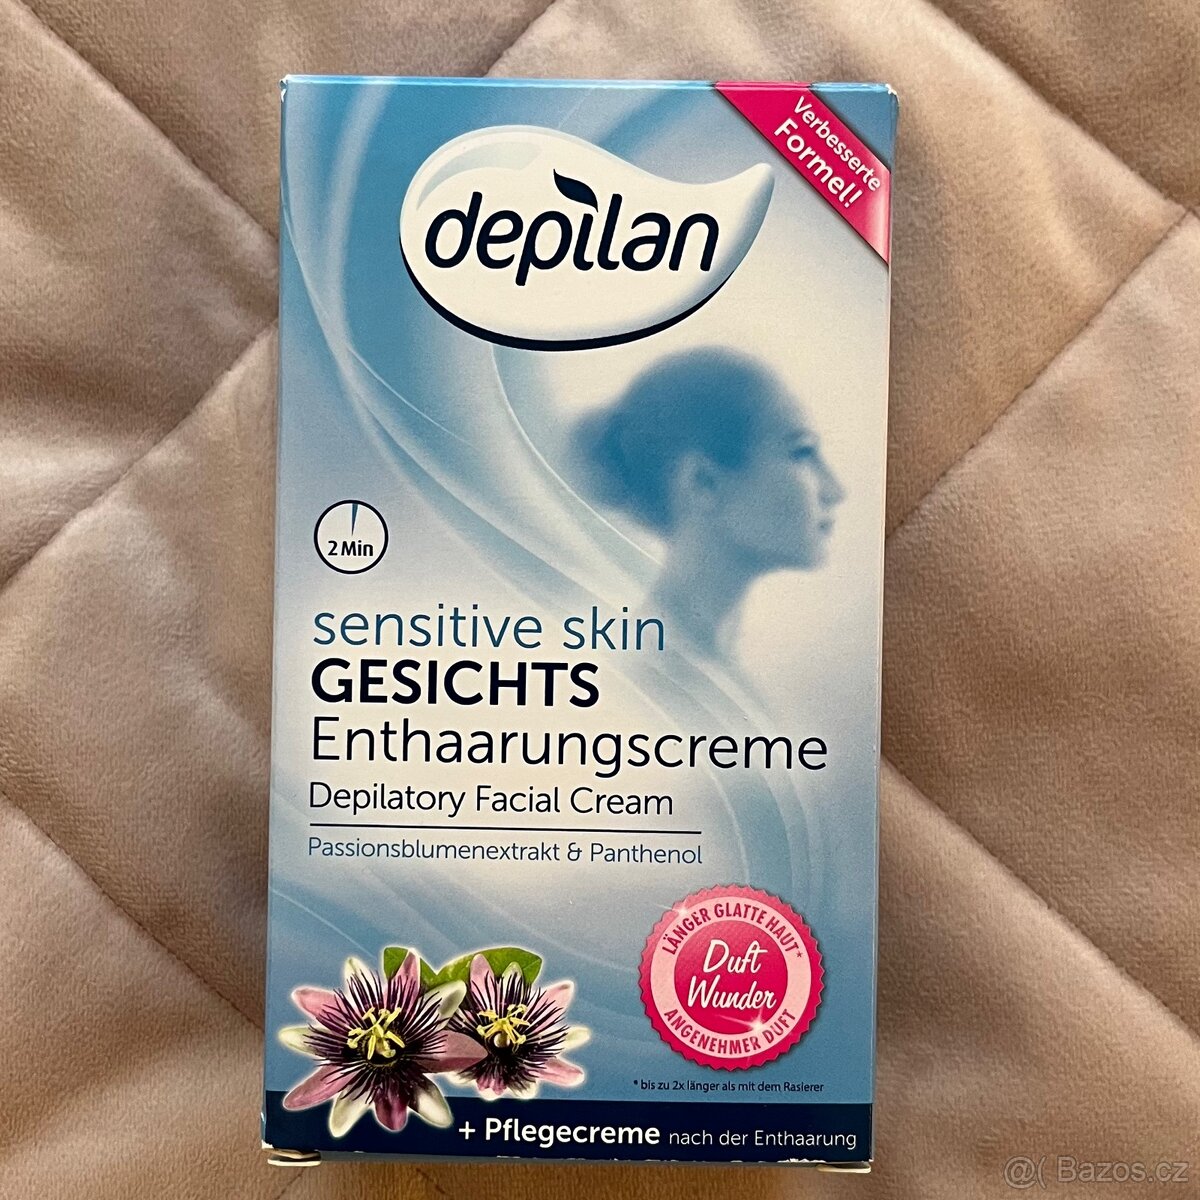 Verbesserte
Formel!
depilan
2 Min
sensitive skin
GESICHTS
Enthaarungscreme
Depilatory Facial Cream
Passionsblumenextrakt & Panthenol
LÄNGER GLATTE HAUT*
Duft
Wunder
ANGENEHMER DUFT
* bis zu 2x länger als mit dem Rasierer
+ Pflegecreme nach der Enthaarung
@( Bazos.cz